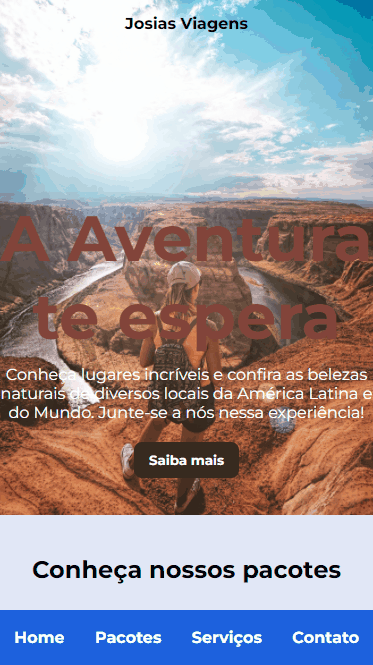 Josias Viagens
A Aventura
te espera
Conheça lugares incríveis e confira as belezas
naturais de diversos locais da América Latina e
do Mundo. Junte-se a nós nessa experiência!
Saiba mais
Conheça nossos pacotes
Home Pacotes Serviços Contato